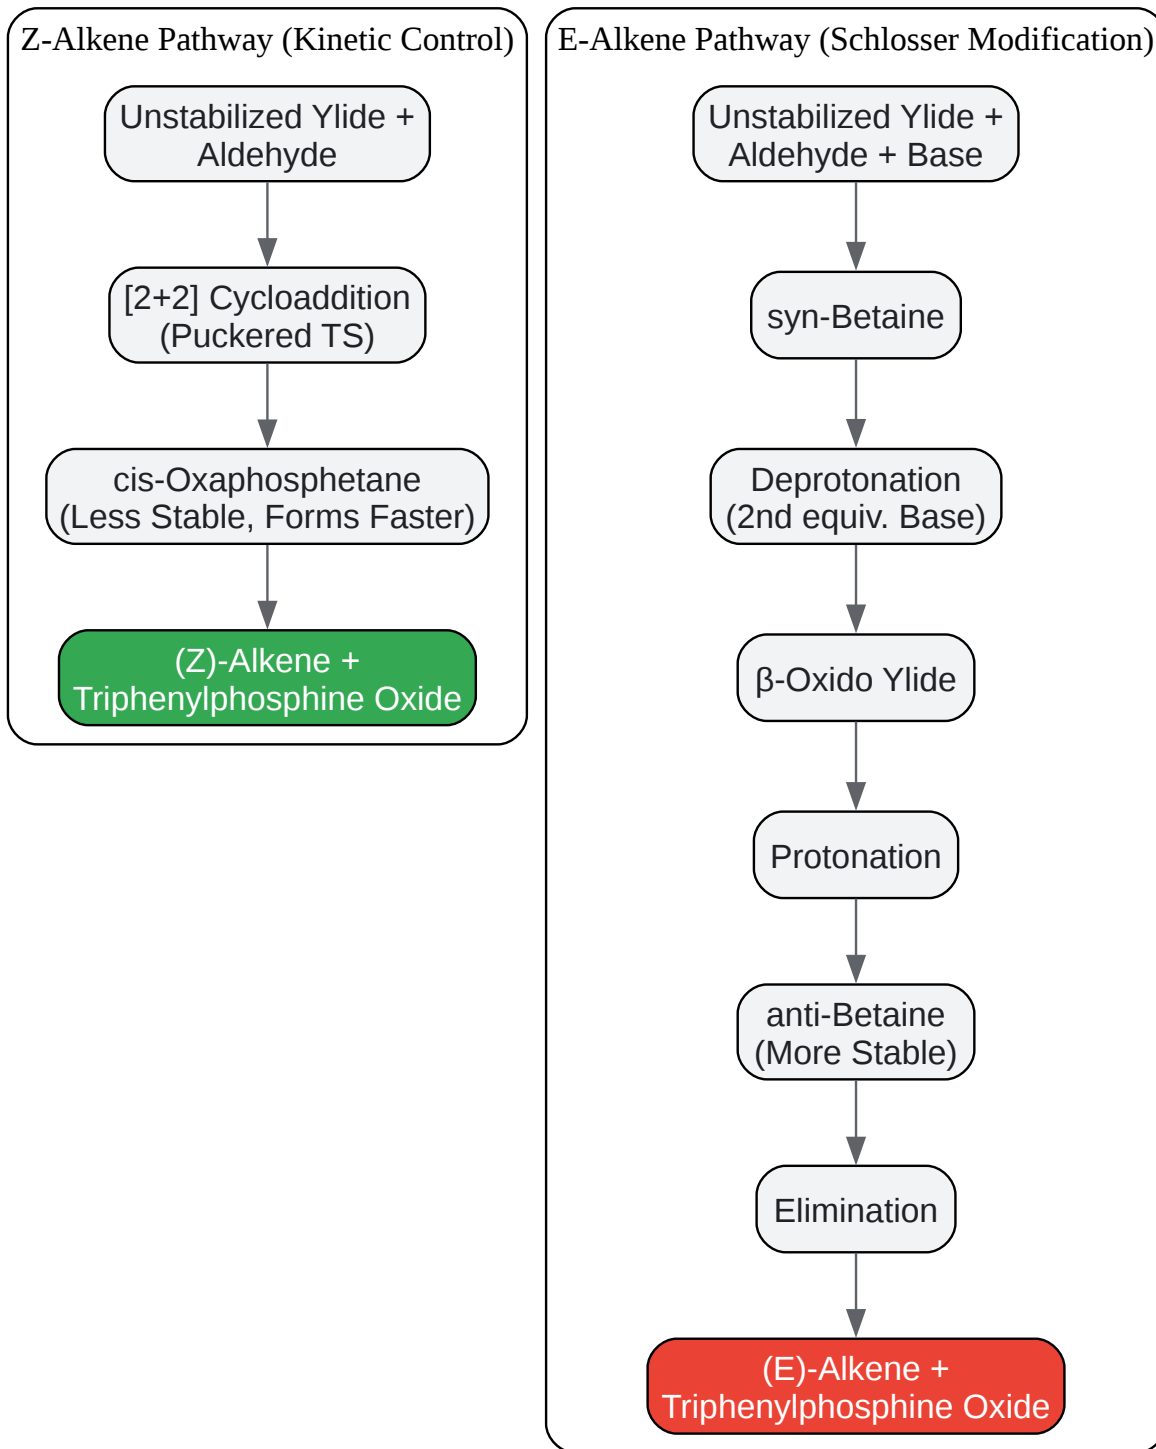 Z-Alkene Pathway (Kinetic Control)
Unstabilized Ylide +
Aldehyde
[2+2] Cycloaddition
(Puckered TS)
cis-Oxaphosphetane
(Less Stable, Forms Faster)
(Z)-Alkene +
Triphenylphosphine Oxide
E-Alkene Pathway (Schlosser Modification)
Unstabilized Ylide +
Aldehyde + Base
syn-Betaine
Deprotonation
(2nd equiv. Base)
β-Oxido Ylide
Protonation
anti-Betaine
(More Stable)
Elimination
(E)-Alkene +
Triphenylphosphine Oxide